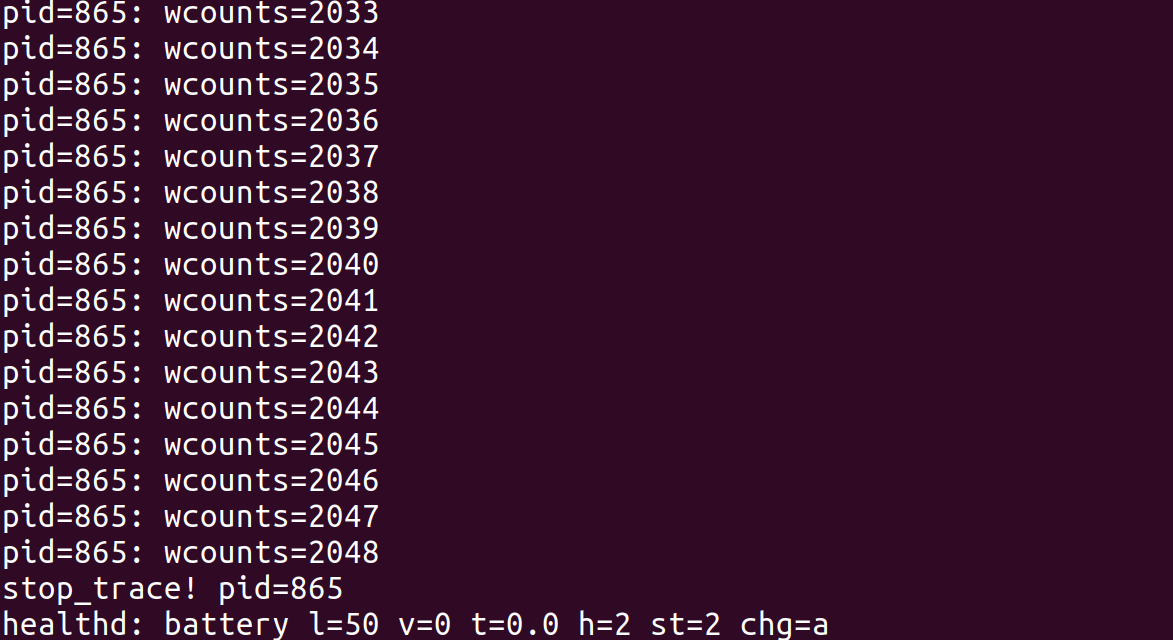 pid=865: wcounts=2033
pid=865: wcounts=2034
pid=865: wcounts=2035
pid=865: wcounts=2036
pid=865: wcounts=2037
pid=865: wcounts=2038
pid=865: wcounts=2039
pid=865: wcounts=2040
pid=865: wcounts=2041
pid=865: wcounts=2042
pid=865: wcounts=2043
pid=865: wcounts=2044
pid=865: wcounts=2045
pid=865: wcounts=2046
pid=865: wcounts=2047
pid=865: wcounts=2048
stop_trace! pid=865
healthd: battery l=50 v=0 t=0.0 h=2 st=2 chg=a